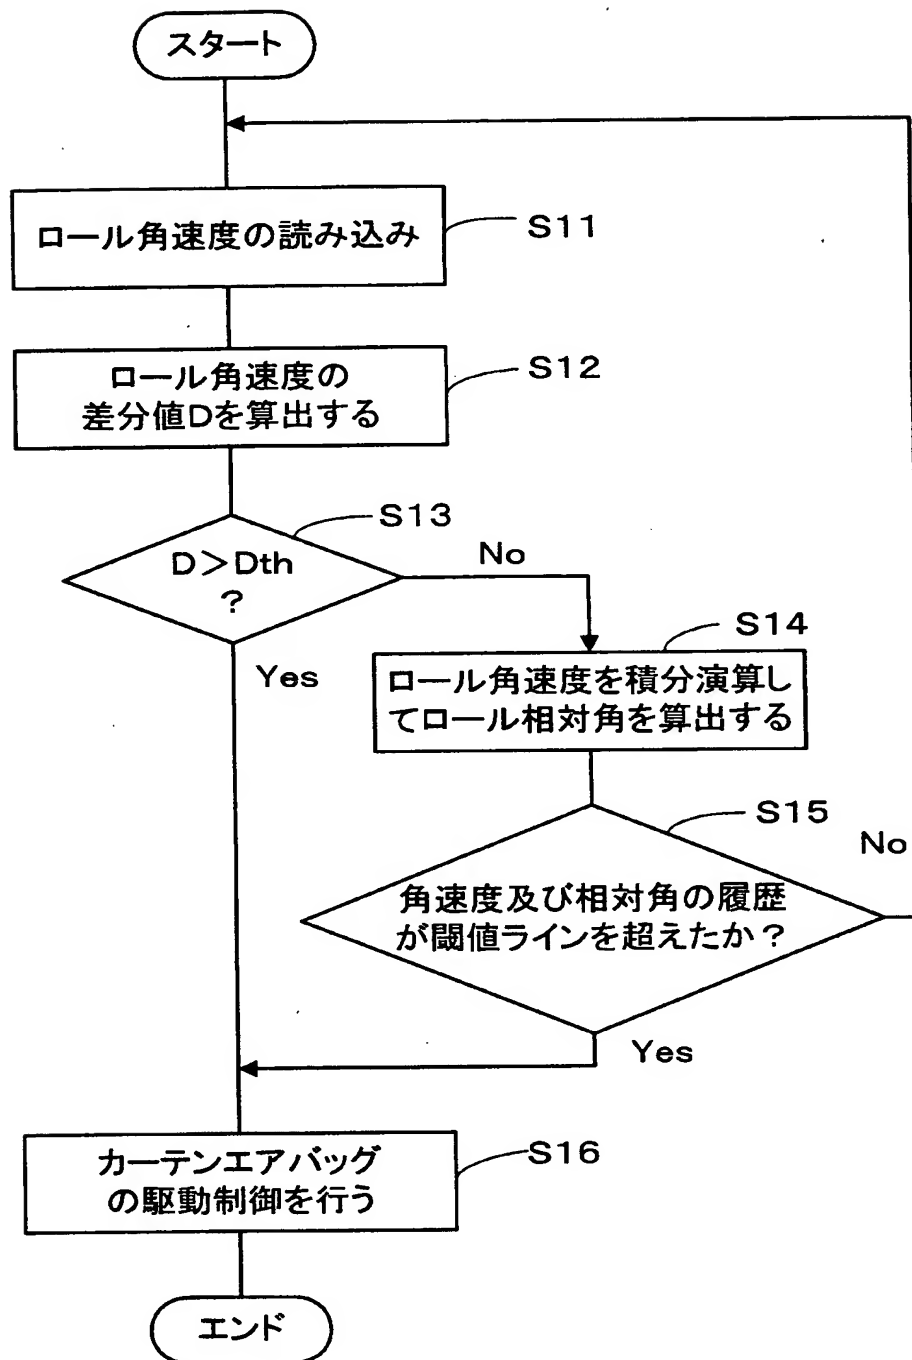 スタート
ロール角速度の読み込み
S11
ロール角速度の
差分値Dを算出する
S12
S13
D>Dth
?
No
Yes
S14
ロール角速度を積分演算し
てロール相対角を算出する
S15
No
角速度及び相対角の履歴
が閾値ラインを超えたか?
Yes
カーテンエアバッグ
の駆動制御を行う
S16
エンド